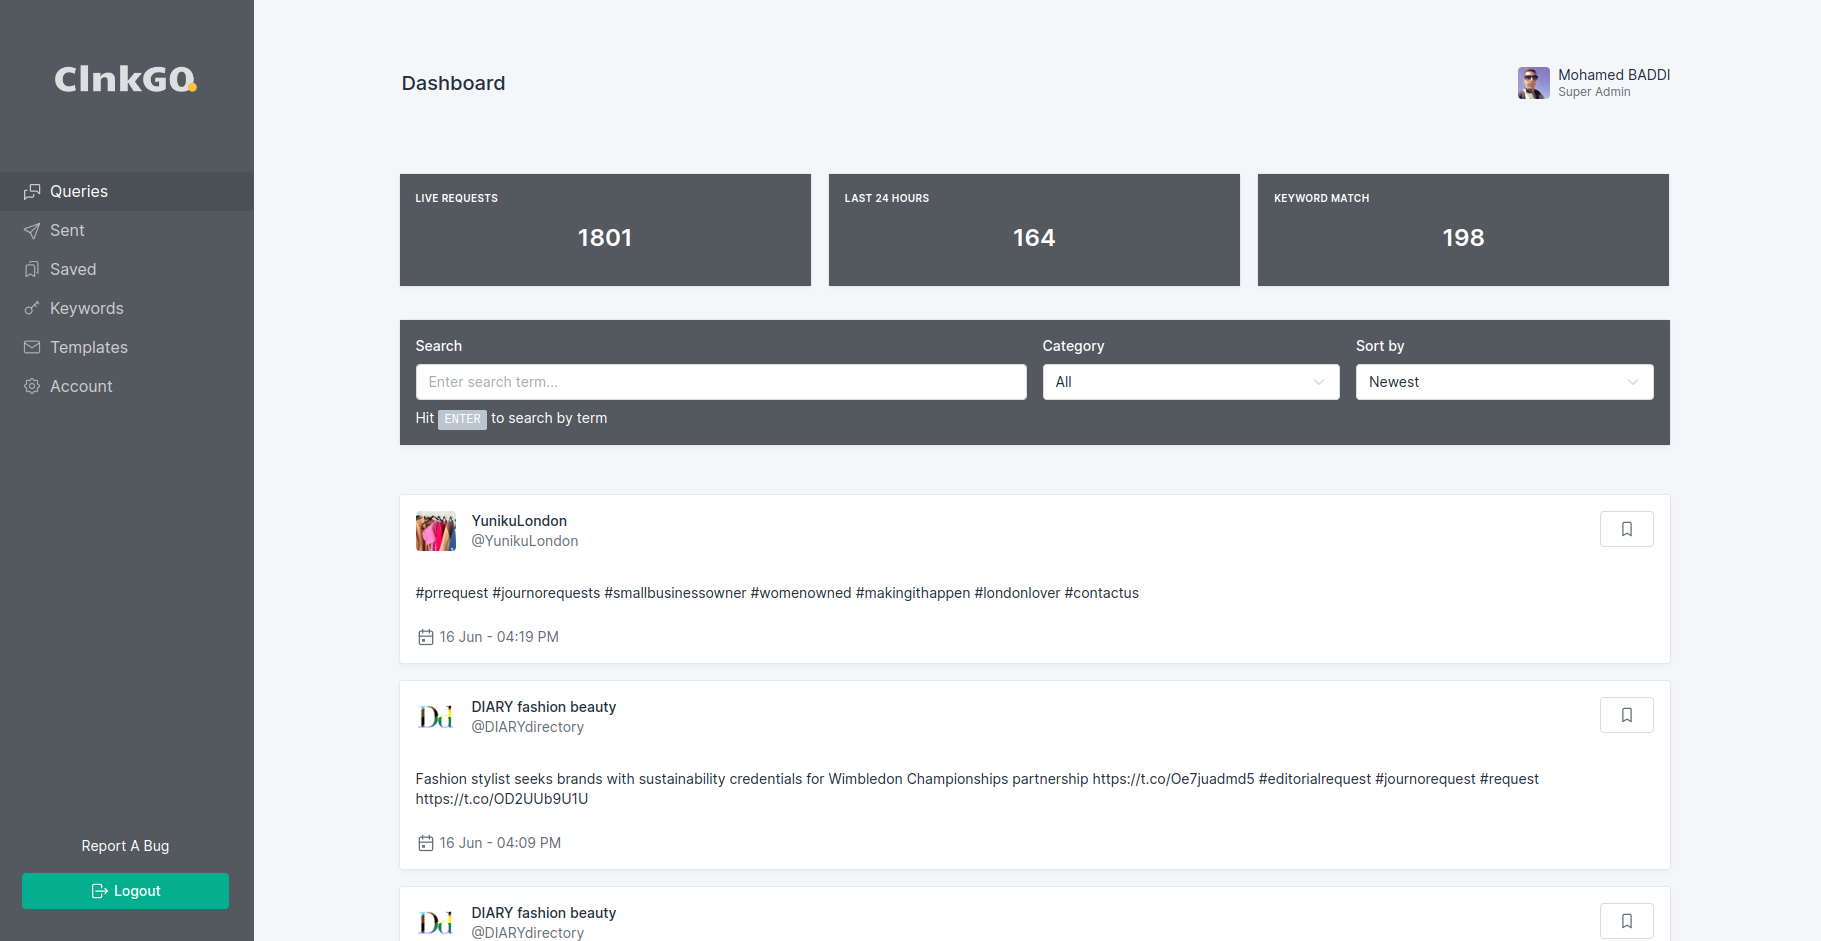 ClnkGO
Queries
Sent
Saved
Keywords
Templates
Account
Report A Bug
Logout
Dashboard
Mohamed BADDI
Super Admin
LIVE REQUESTS
1801
LAST 24 HOURS
164
KEYWORD MATCH
198
Search
Enter search term...
Hit ENTER to search by term
Category
All
Sort by
Newest
YunikuLondon
@YunikuLondon
#prrequest #journorequests #smallbusinessowner #womenowned #makingithappen #londonlover #contactus
16 Jun - 04:19 PM
Dd
DIARY fashion beauty
@DIARYdirectory
Fashion stylist seeks brands with sustainability credentials for Wimbledon Championships partnership https://t.co/Oe7juadmd5 #editorialrequest #journorequest #request
https://t.co/OD2UUb9U1U
16 Jun - 04:09 PM
Dd
DIARY fashion beauty
@DIARYdirectory